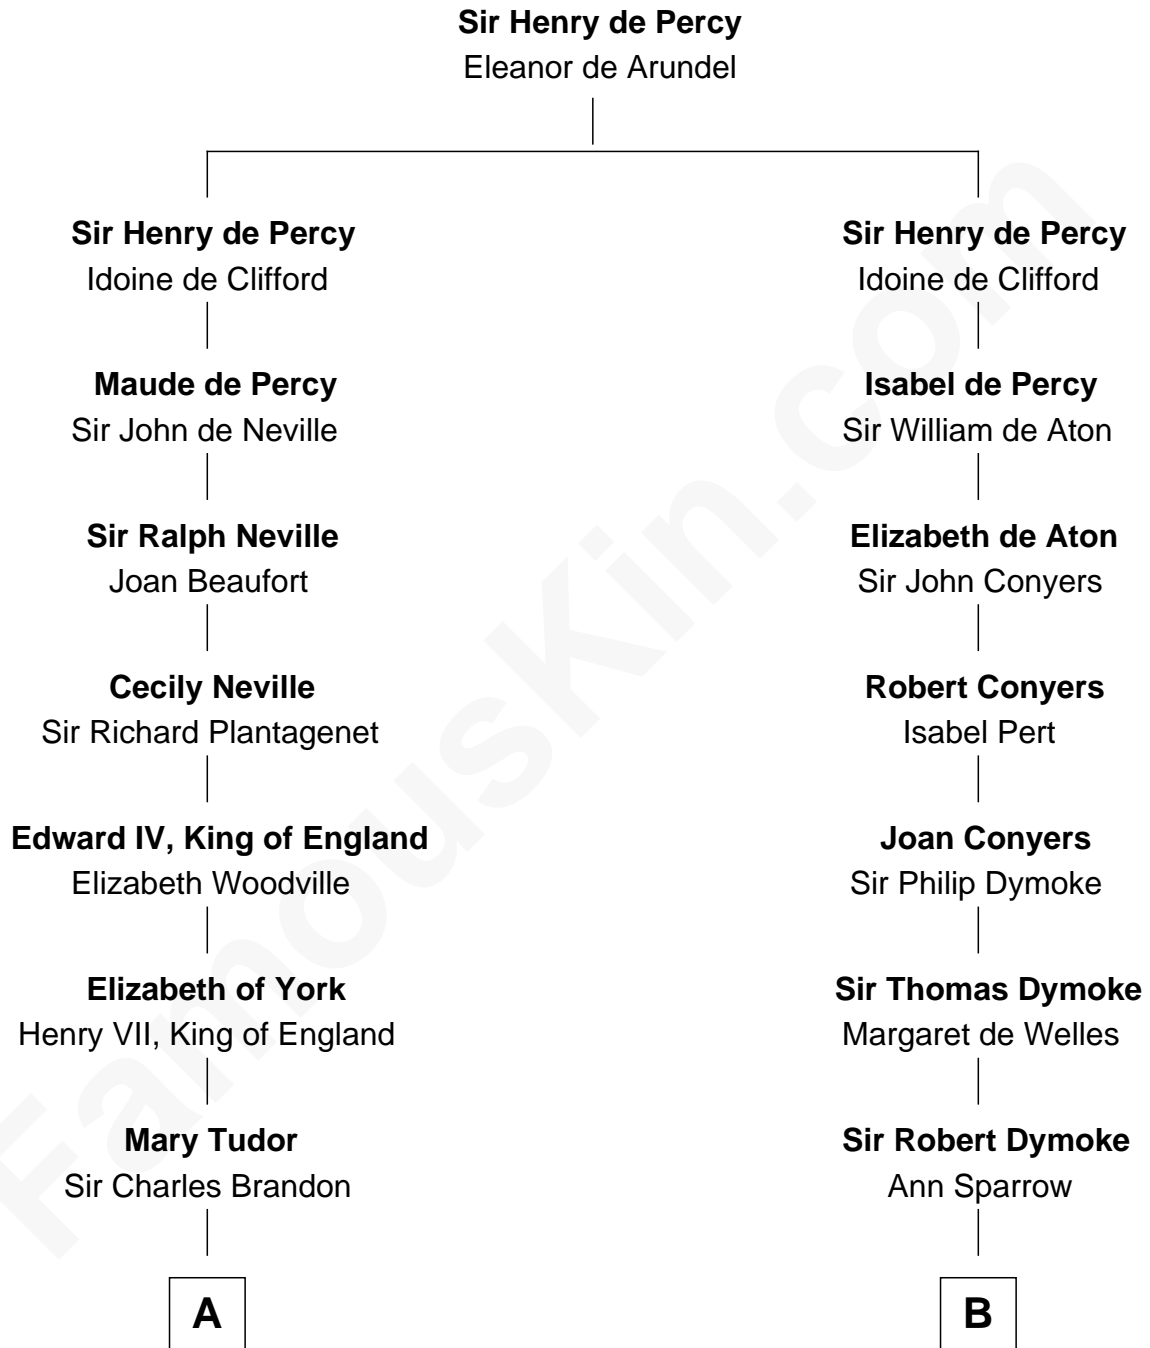 Sir Henry de Percy
Eleanor de Arundel
Sir Henry de Percy
Idoine de Clifford
Sir Henry de Percy
Idoine de Clifford
Maude de Percy
Sir John de Neville
Isabel de Percy
Sir William de Aton
Sir Ralph Neville
Joan Beaufort
Elizabeth de Aton
Sir John Conyers
Cecily Neville
Sir Richard Plantagenet
Robert Conyers
Isabel Pert
Edward IV, King of England
Elizabeth Woodville
Joan Conyers
Sir Philip Dymoke
Elizabeth of York
Henry VII, King of England
Sir Thomas Dymoke
Margaret de Welles
Mary Tudor
Sir Charles Brandon
Sir Robert Dymoke
Ann Sparrow
A
B
FamousKin.com